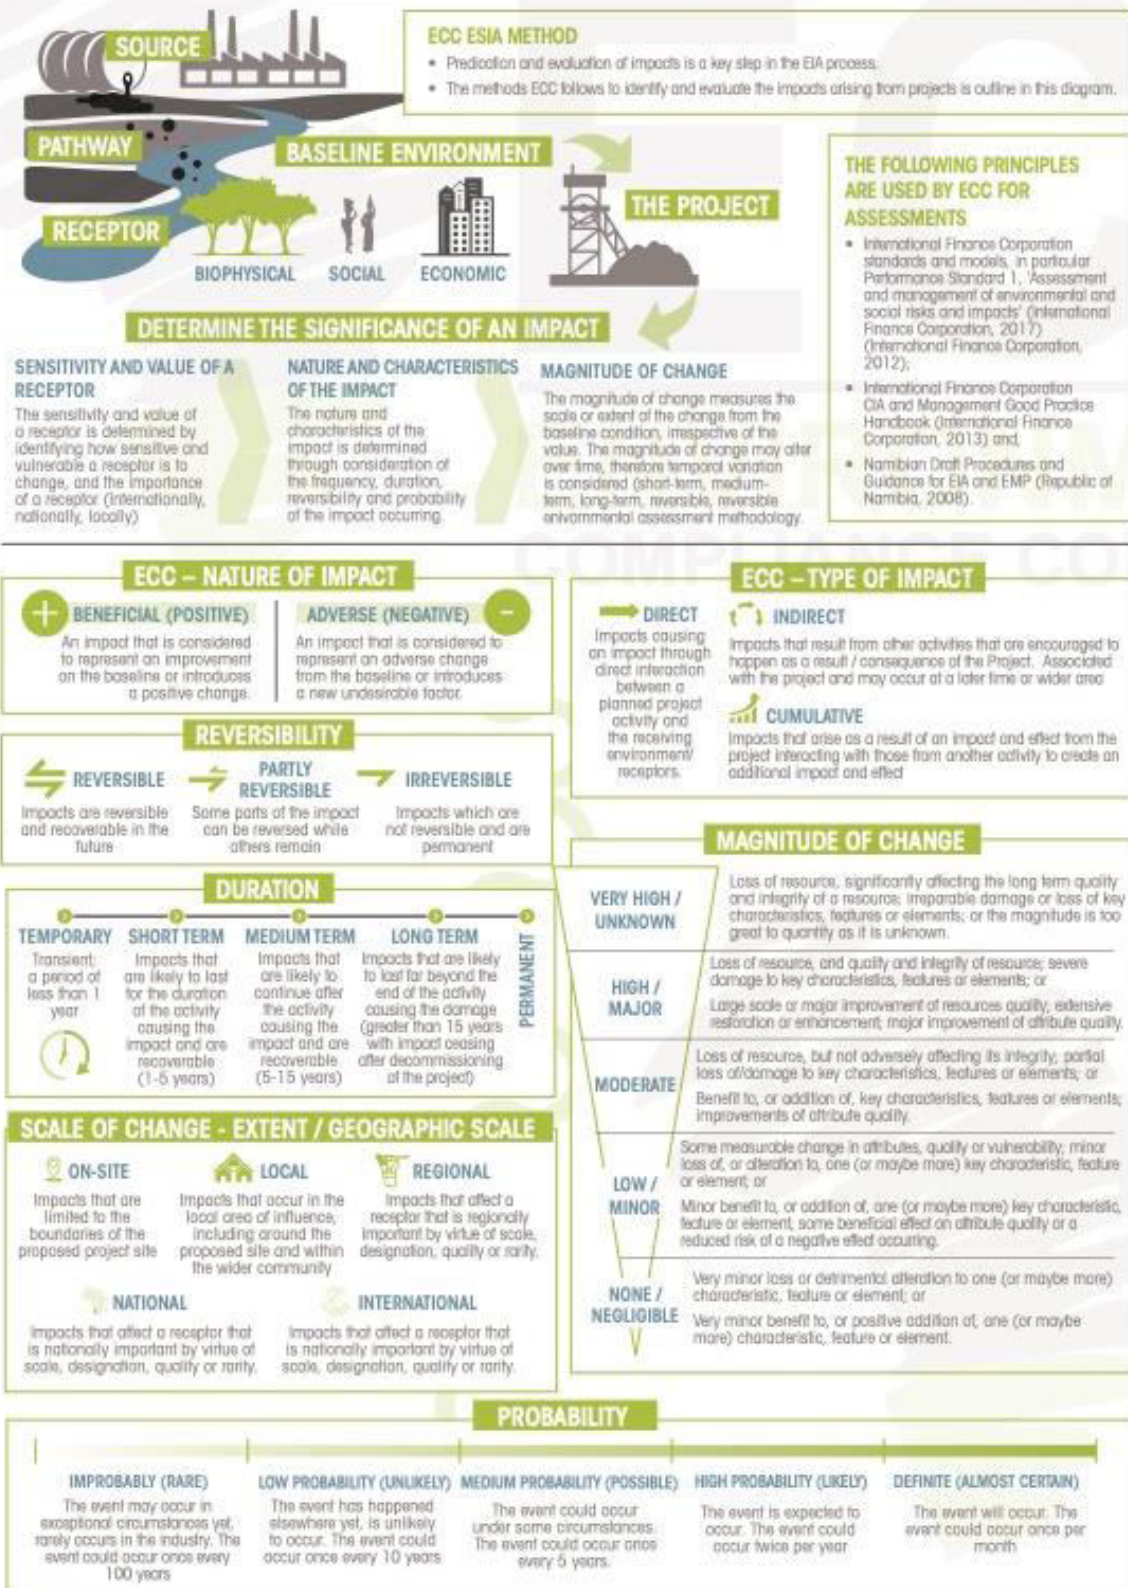 SOURCE
PATHWAY
RECEPTOR
ECC ESIA METHOD
• Predication and evaluation of impacts is a key step in the EIA process.
• The methods ECC follows to identify and evaluate the impacts arising from projects is outline in this diagram.
BASELINE ENVIRONMENT
BIOPHYSICAL
SOCIAL
ECONOMIC
THE PROJECT
THE FOLLOWING PRINCIPLES
ARE USED BY ECC FOR
ASSESSMENTS
• International Finance Corporation
standards and models, in particular
Performance Standard 1, 'Assessment
and management of environmental and
social risks and impacts' (International
Finance Corporation, 2017)
(International Finance Corporation,
2012);
• International Finance Corporation
CIA and Management Good Practice
Handbook (International Finance
Corporation, 2013) and,
• Namibian Draft Procedures and
Guidance for EIA and EMP (Republic of
Namibia, 2008).
DETERMINE THE SIGNIFICANCE OF AN IMPACT
SENSITIVITY AND VALUE OF A
RECEPTOR
The sensitivity and value of
a receptor is determined by
identifying how sensitive and
vulnerable a receptor is to
change, and the importance
of a receptor (internationally,
nationally, locally)
NATURE AND CHARACTERISTICS
OF THE IMPACT
The nature and
characteristics of the
impact is determined
through consideration of
the frequency, duration,
reversibility and probability
of the impact occurring.
MAGNITUDE OF CHANGE
The magnitude of change measures the
scale or extent of the change from the
baseline condition, irrespective of the
value. The magnitude of change may alter
over time, therefore temporal variation
is considered (short-term, medium-
term, long-term, reversible, reversible
environmental assessment methodology.
COMPLIANCE CO
ECC – NATURE OF IMPACT
+
BENEFICIAL (POSITIVE)
An impact that is considered
to represent an improvement
on the baseline or introduces
a positive change.
ADVERSE (NEGATIVE)
-
An impact that is considered to
represent an adverse change
from the baseline or introduces
a new undesirable factor.
ECC – TYPE OF IMPACT
DIRECT
Impacts causing
an impact through
direct interaction
between a
planned project
activity and
the receiving
environment/
receptors.
INDIRECT
Impacts that result from other activities that are encouraged to
happen as a result / consequence of the Project. Associated
with the project and may occur at a later time or wider area
CUMULATIVE
Impacts that arise as a result of an impact and effect from the
project interacting with those from another activity to create an
additional impact and effect
REVERSIBILITY
REVERSIBLE
Impacts are reversible
and recoverable in the
future
PARTLY
REVERSIBLE
Some parts of the impact
can be reversed while
others remain
IRREVERSIBLE
Impacts which are
not reversible and are
permanent
DURATION
TEMPORARY
Transient;
a period of
less than 1
year
SHORT TERM
Impacts that
are likely to last
for the duration
of the activity
causing the
impact and are
recoverable
(1-5 years)
MEDIUM TERM
Impacts that
are likely to
continue after
the activity
causing the
impact and are
recoverable
(5-15 years)
LONG TERM
Impacts that are likely
to last far beyond the
end of the activity
causing the damage
(greater than 15 years
with impact ceasing
after decommissioning
of the project)
PERMANENT
MAGNITUDE OF CHANGE
VERY HIGH /
UNKNOWN
Loss of resource, significantly affecting the long term quality
and integrity of a resource; irreparable damage or loss of key
characteristics, features or elements; or the magnitude is too
great to quantify as it is unknown.
HIGH /
MAJOR
Loss of resource, and quality and integrity of resource; severe
damage to key characteristics, features or elements; or
Large scale or major improvement of resources quality; extensive
restoration or enhancement; major improvement of attribute quality.
MODERATE
Loss of resource, but not adversely affecting its integrity; partial
loss of/damage to key characteristics, features or elements; or
Benefit to, or addition of, key characteristics, features or elements;
improvements of attribute quality.
LOW /
MINOR
Some measurable change in attributes, quality or vulnerability; minor
loss of, or alteration to, one (or maybe more) key characteristic, feature
or element; or
Minor benefit to, or addition of, one (or maybe more) key characteristic,
feature or element; some beneficial effect on attribute quality or a
reduced risk of a negative effect occurring.
NONE /
NEGLIGIBLE
Very minor loss or detrimental alteration to one (or maybe more)
characteristic, feature or element; or
Very minor benefit to, or positive addition of, one (or maybe
more) characteristic, feature or element.
SCALE OF CHANGE - EXTENT / GEOGRAPHIC SCALE
ON-SITE
Impacts that are
limited to the
boundaries of the
proposed project site
LOCAL
Impacts that occur in the
local area of influence,
including around the
proposed site and within
the wider community
REGIONAL
Impacts that affect a
receptor that is regionally
important by virtue of scale,
designation, quality or rarity.
NATIONAL
Impacts that affect a receptor that
is nationally important by virtue of
scale, designation, quality or rarity.
INTERNATIONAL
Impacts that affect a receptor that
is nationally important by virtue of
scale, designation, quality or rarity.
PROBABILITY
IMPROBABLY (RARE)
The event may occur in
exceptional circumstances yet,
rarely occurs in the industry. The
event could occur once every
100 years
LOW PROBABILITY (UNLIKELY)
The event has happened
elsewhere yet, is unlikely
to occur. The event could
occur once every 10 years
MEDIUM PROBABILITY (POSSIBLE)
The event could occur
under some circumstances.
The event could occur once
every 5 years.
HIGH PROBABILITY (LIKELY)
The event is expected to
occur. The event could
occur twice per year
DEFINITE (ALMOST CERTAIN)
The event will occur. The
event could occur once per
month